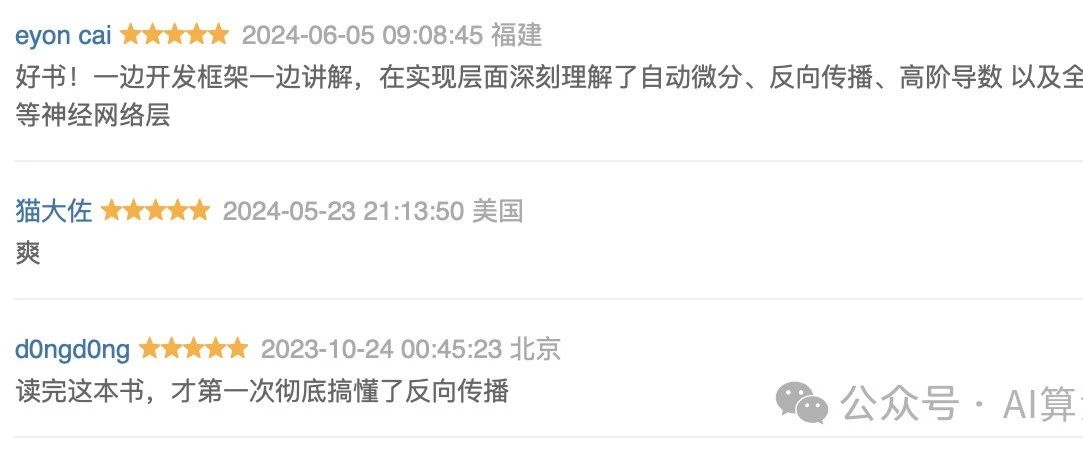 eyon cai ★★★★★ 2024-06-05 09:08:45 福建
好书！一边开发框架一边讲解，在实现层面深刻理解了自动微分、反向传播、高阶导数 以及全
等神经网络层
猫大佐 ★★★★★ 2024-05-23 21:13:50 美国
爽
d0ngd0ng ★★★★★ 2023-10-24 00:45:23 北京
读完这本书，才第一次彻底搞懂了反向传播
公众号 · AI算